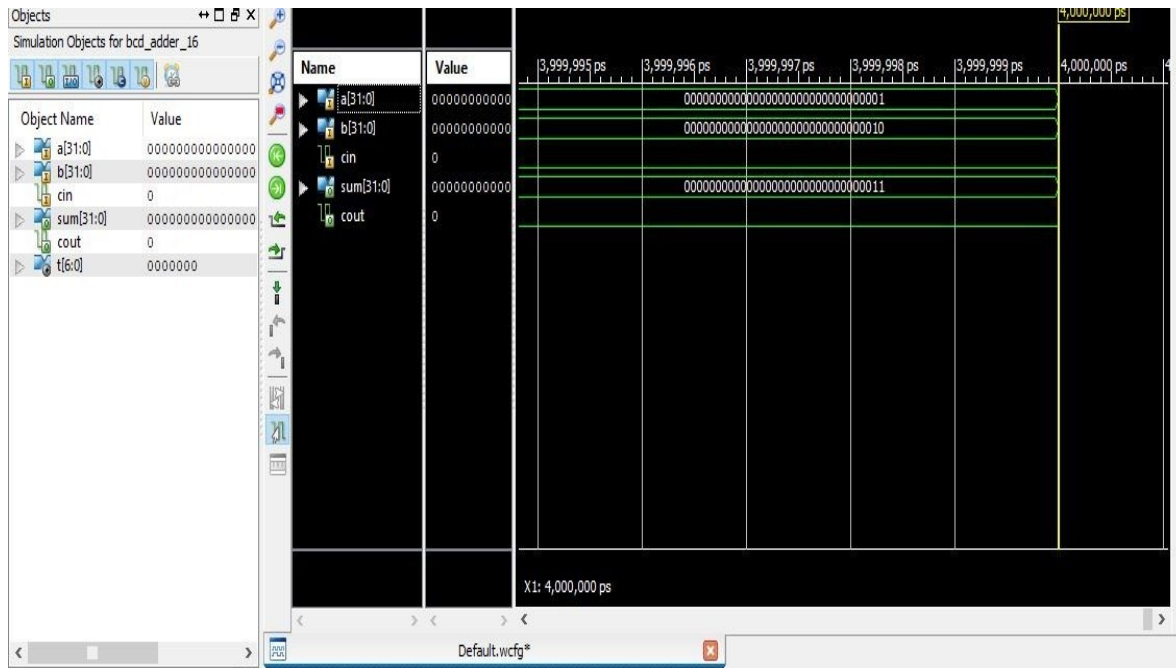 Objects
Simulation Objects for bcd_adder_16
Object Name Value
a[31:0] 000000000000000
b[31:0] 000000000000000
cin 0
sum[31:0] 000000000000000
cout 0
t[6:0] 0000000
4,000,000 ps
Name Value
3,999,995 ps 3,999,996 ps 3,999,997 ps 3,999,998 ps 3,999,999 ps 4,000,000 ps
a[31:0] 00000000000 00000000000000000000000000000001
b[31:0] 00000000000 00000000000000000000000000000010
cin 0
sum[31:0] 00000000000 00000000000000000000000000000011
cout 0
X1: 4,000,000 ps
Default.wcfg*